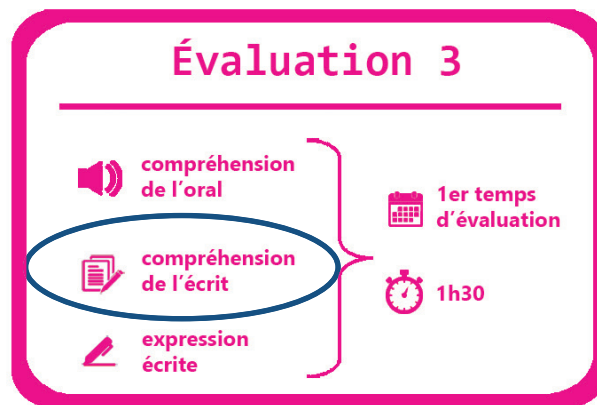 Évaluation 3
compréhension
de l'oral
compréhension
de l'écrit
expression
écrite
1er temps
d'évaluation
1h30